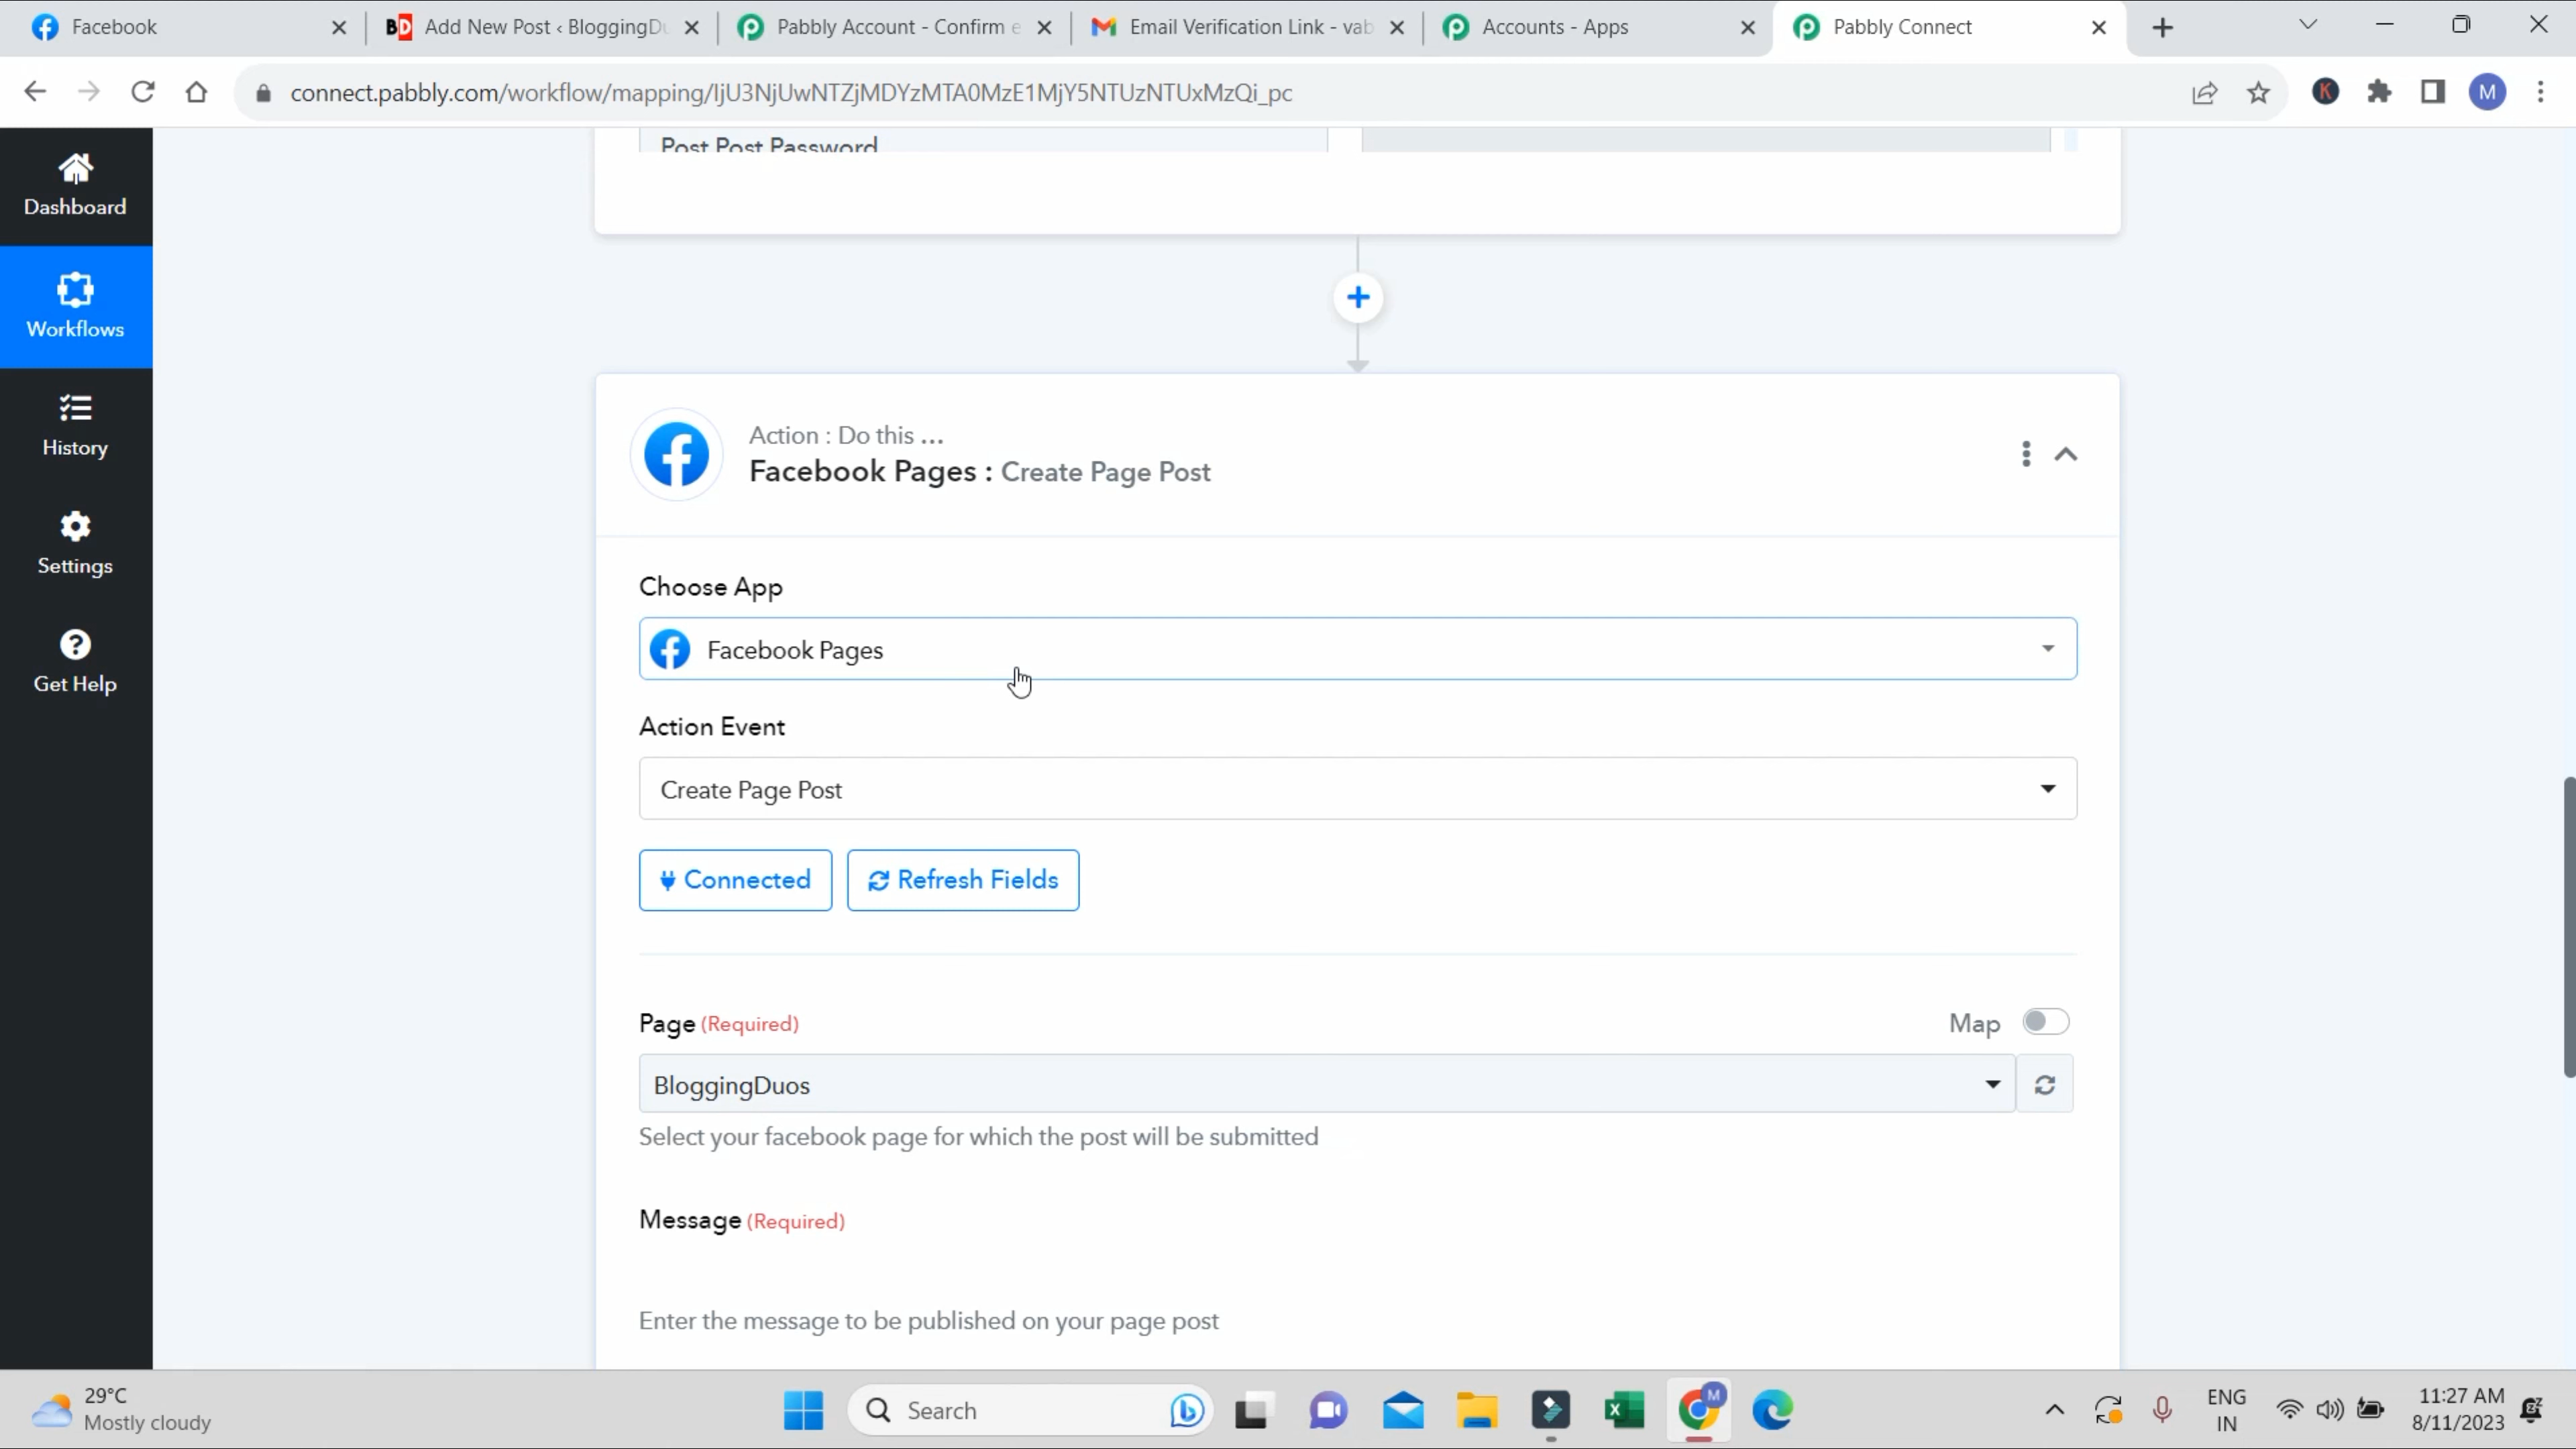 Facebook
BD Add New Post ‹ BloggingDu
Pabbly Account - Confirm e
Email Verification Link - vab
Accounts - Apps
Pabbly Connect
connect.pabbly.com/workflow/mapping/IjU3NjUwNTZjMDYzMTA0MzE1MjY5NTUzNTUxMzQi_pc
K
M
Dashboard
Workflows
History
Settings
Get Help
Post Post Password
Action : Do this ...
Facebook Pages : Create Page Post
Choose App
Facebook Pages
Action Event
Create Page Post
Connected
Refresh Fields
Page (Required)
Map
BloggingDuos
Select your facebook page for which the post will be submitted
Message (Required)
Enter the message to be published on your page post
29°C
Mostly cloudy
Search
M
ENG
IN
11:27 AM
8/11/2023